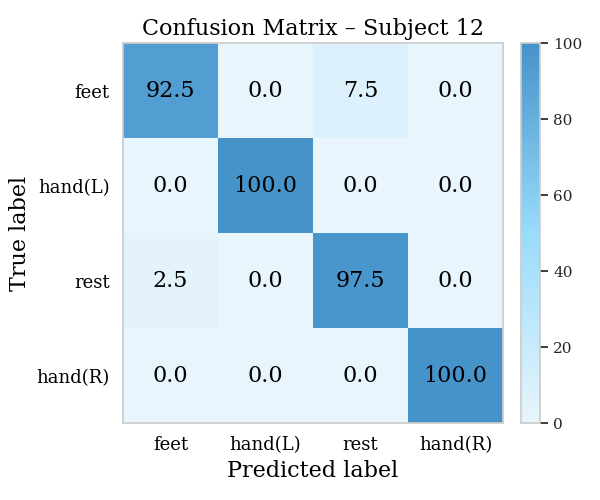 Confusion Matrix – Subject 12
True label
feet 92.5 0.0 7.5 0.0
hand(L) 0.0 100.0 0.0 0.0
rest 2.5 0.0 97.5 0.0
hand(R) 0.0 0.0 0.0 100.0
feet hand(L) rest hand(R)
Predicted label
100
80
60
40
20
0